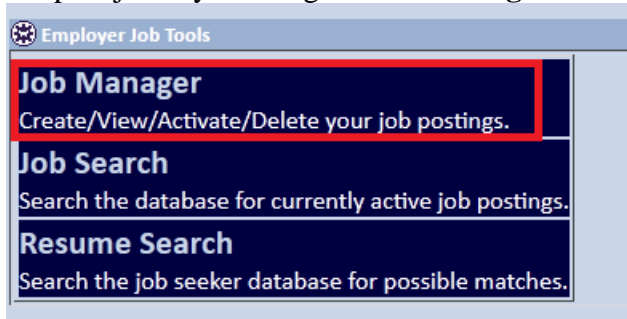 Employer Job Tools
Job Manager
Create/View/Activate/Delete your job postings.
Job Search
Search the database for currently active job postings.
Resume Search
Search the job seeker database for possible matches.